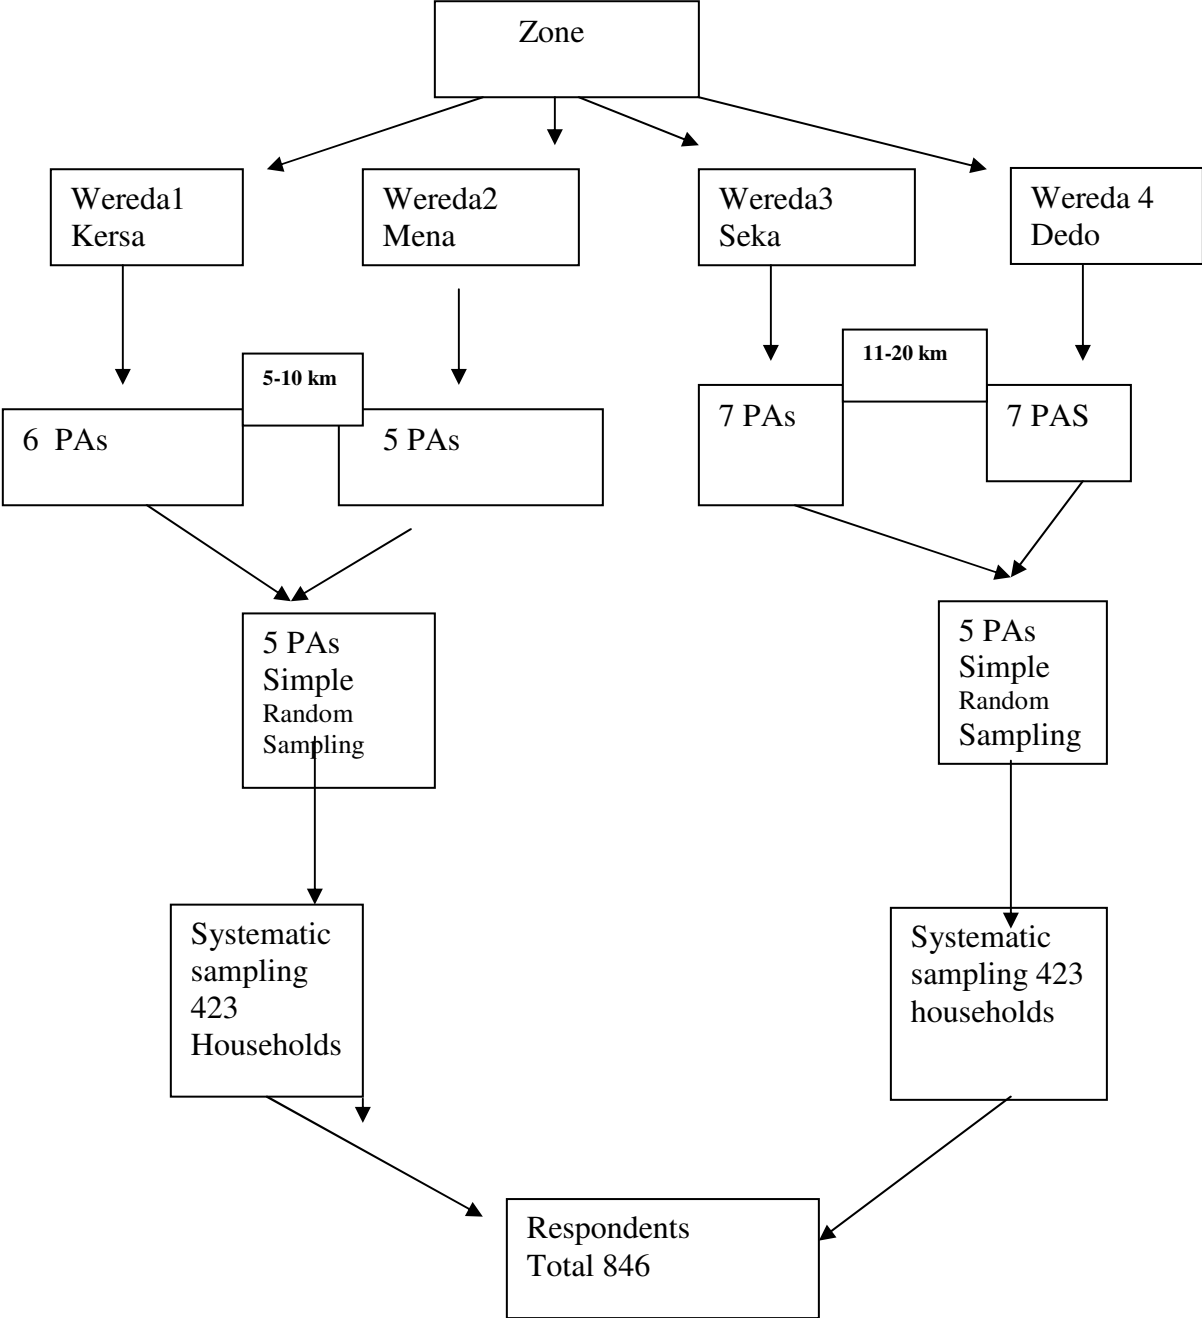 Zone
Wereda1
Kersa
Wereda2
Mena
Wereda3
Seka
Wereda 4
Dedo
5-10 km
11-20 km
6 PAs
5 PAs
7 PAs
7 PAS
5 PAs
Simple
Random
Sampling
5 PAs
Simple
Random
Sampling
Systematic
sampling
423
Households
Systematic
sampling 423
households
Respondents
Total 846